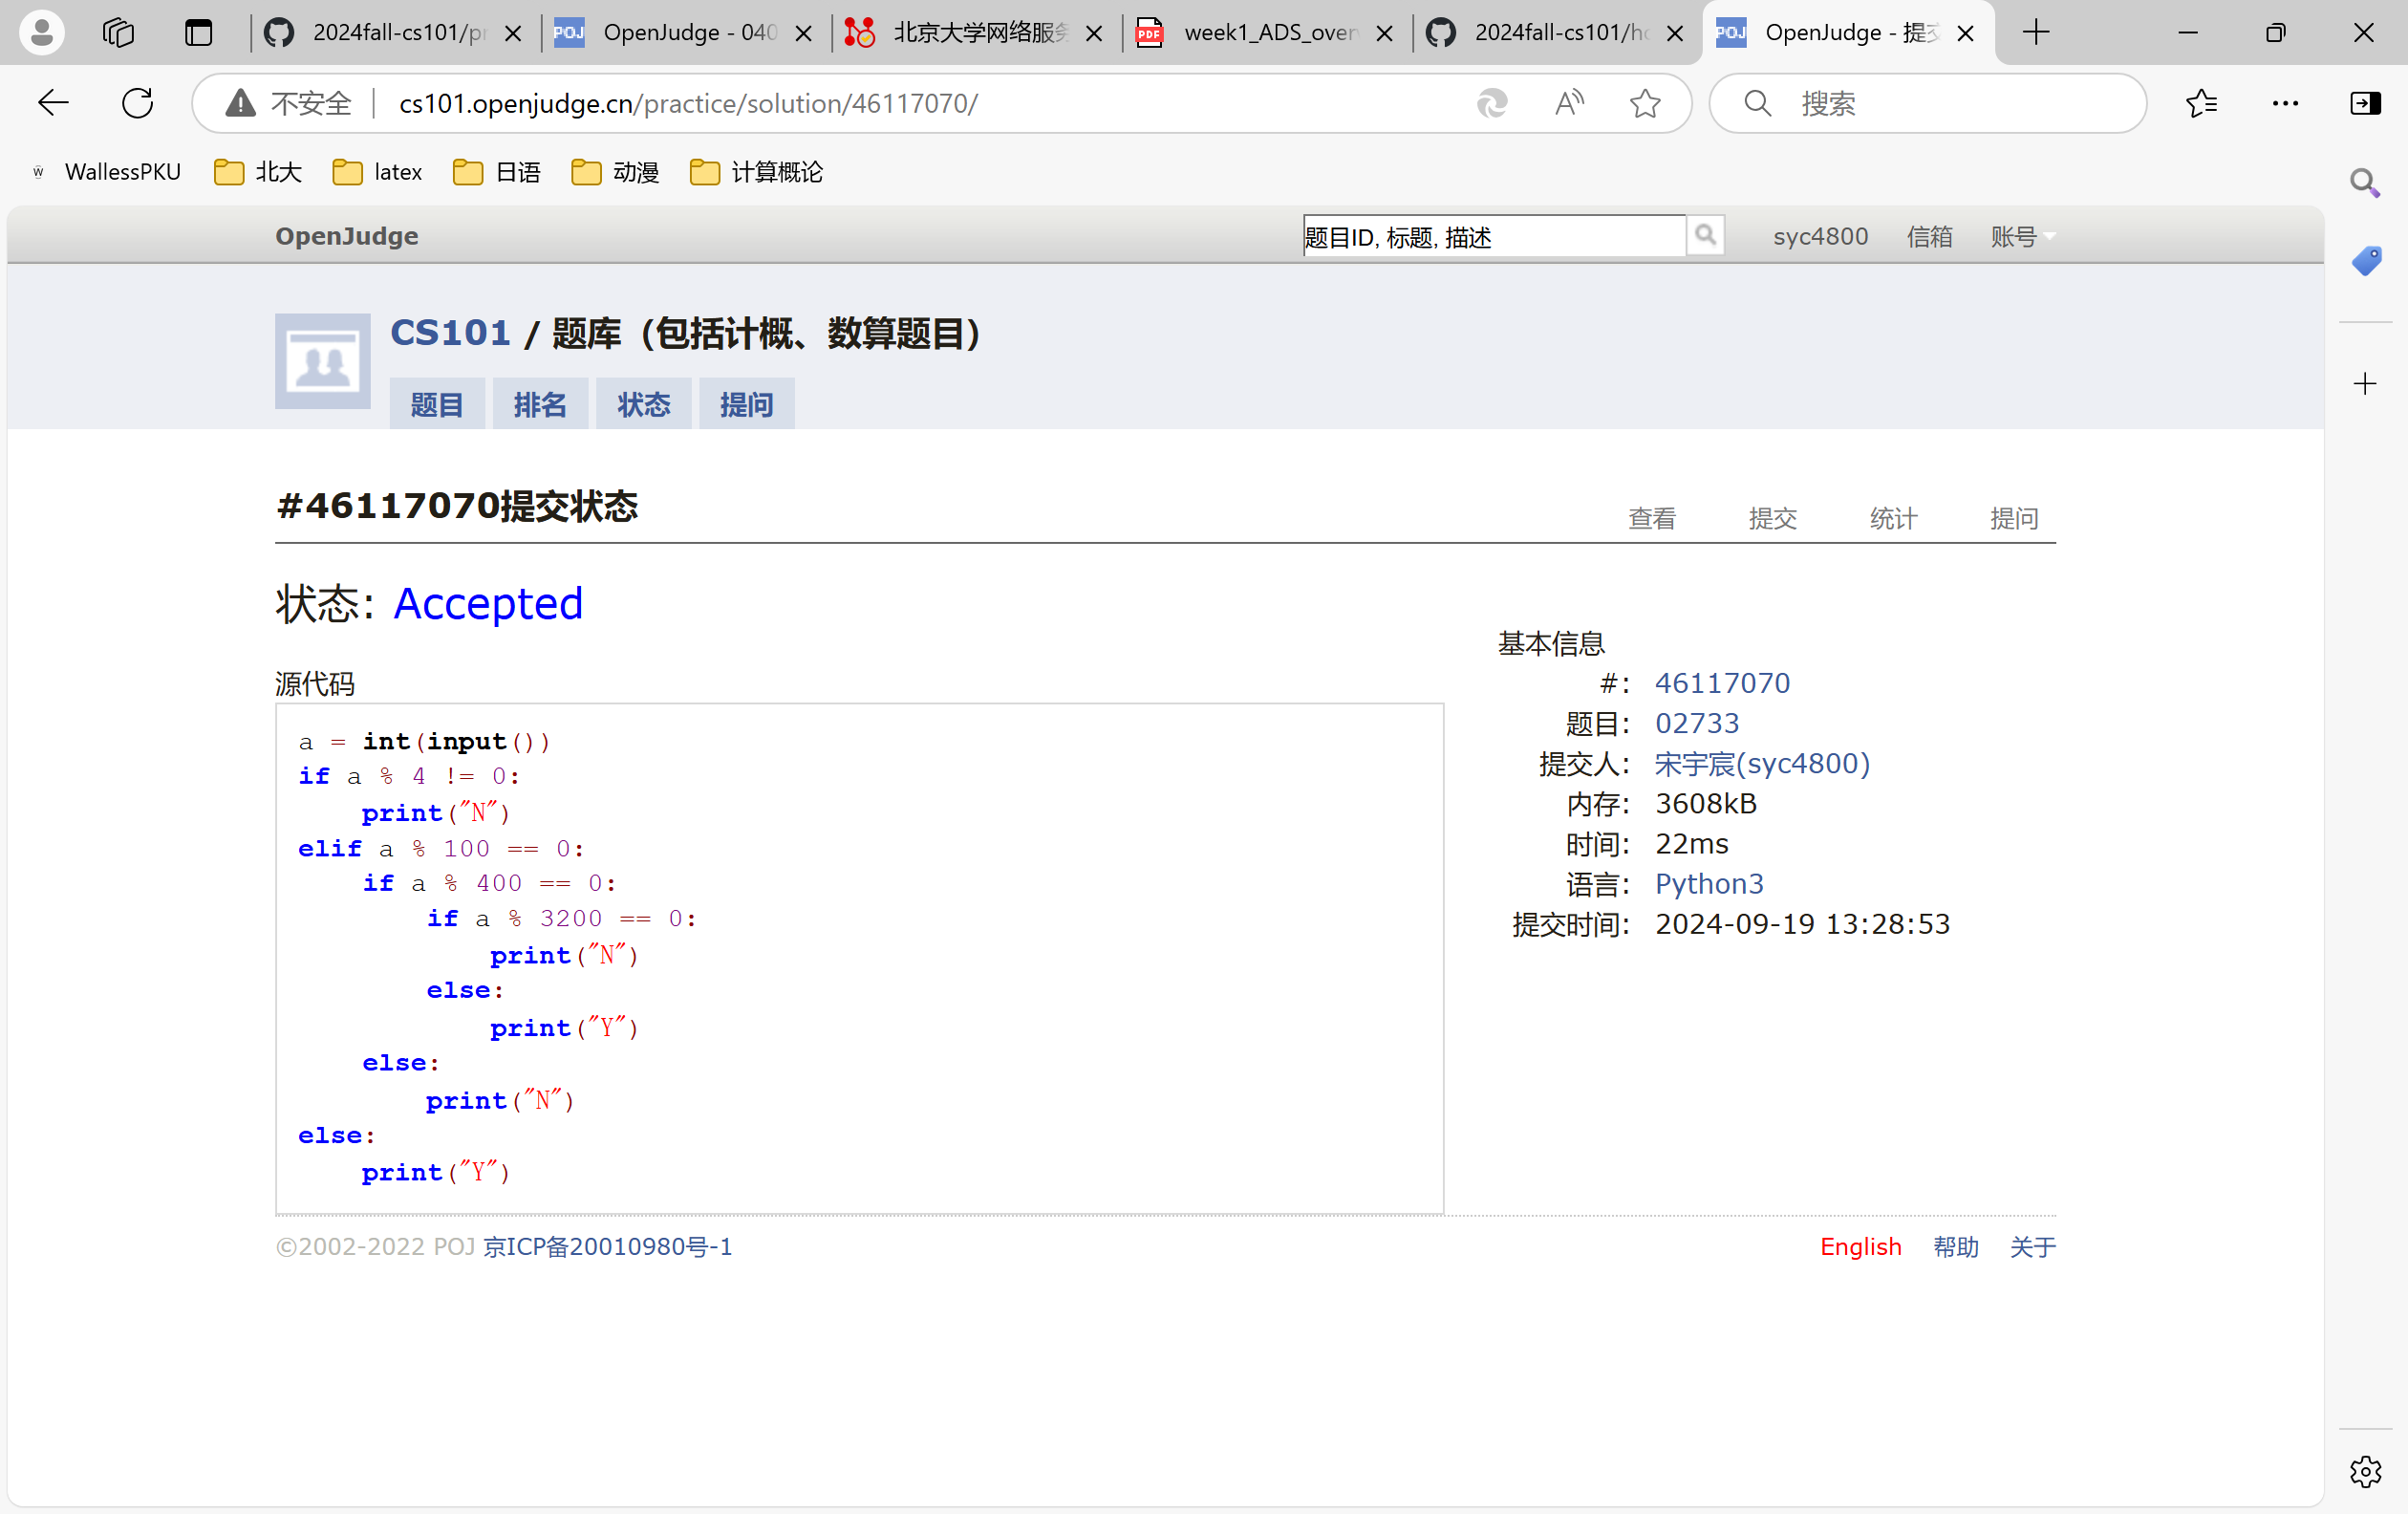 2024fall-cs101/pr
OpenJudge - 040
北京大学网络服务
week1_ADS_over
2024fall-cs101/ho
OpenJudge - 提交
不安全
cs101.openjudge.cn/practice/solution/46117070/
搜索
WallessPKU
北大
latex
日语
动漫
计算概论
OpenJudge
题目ID, 标题, 描述
syc4800
信箱
账号
CS101 / 题库（包括计概、数算题目）
题目
排名
状态
提问
#46117070提交状态
查看
提交
统计
提问
状态: Accepted
源代码
a = int(input())
if a % 4 != 0:
    print("N")
elif a % 100 == 0:
    if a % 400 == 0:
        if a % 3200 == 0:
            print("N")
        else:
            print("Y")
    else:
        print("N")
else:
    print("Y")
基本信息
#: 46117070
题目: 02733
提交人: 宋宇宸(syc4800)
内存: 3608kB
时间: 22ms
语言: Python3
提交时间: 2024-09-19 13:28:53
©2002-2022 POJ 京ICP备20010980号-1
English
帮助
关于